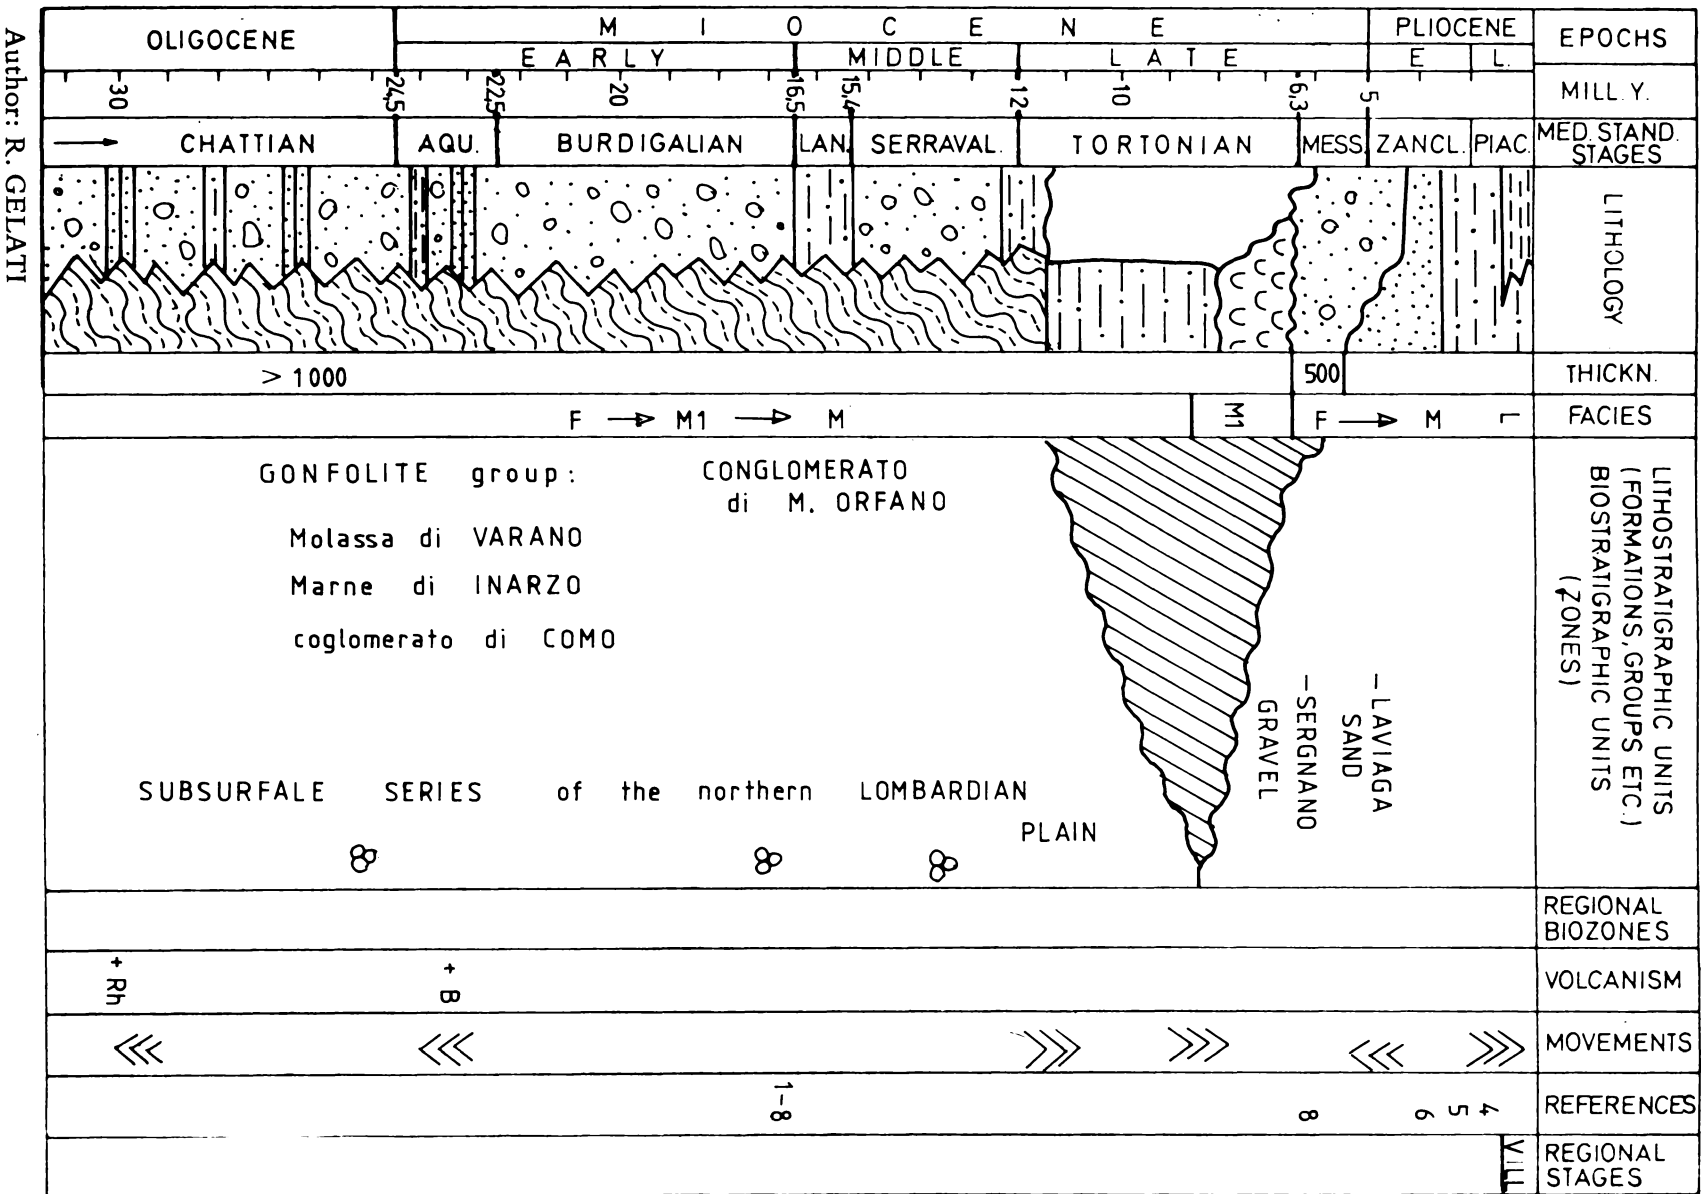 Author: R. GELATI
OLIGOCENE
MIOCENE
PLIOCENE
EPOCHS
EARLY
MIDDLE
LATE
E
L.
30
24,5
22,5
20
16,5
15,4
12
10
6,3
5
MILL. Y.
CHATTIAN
AQU.
BURDIGALIAN
LAN.
SERRAVAL.
TORTONIAN
MESS.
ZANCL.
PIAC.
MED. STAND.
STAGES
LITHOLOGY
> 1000
500
THICKN.
F → M1 → M
M1
F → M
L
FACIES
GONFOLITE group:
Molassa di VARANO
Marne di INARZO
coglomerato di COMO
CONGLOMERATO
di M. ORFANO
-LAVIAGA
SAND
-SERGNANO
GRAVEL
SUBSURFALE SERIES of the northern LOMBARDIAN
PLAIN
LITHOSTRATIGRAPHIC UNITS
(FORMATIONS, GROUPS ETC.)
BIOSTRATIGRAPHIC UNITS
(ZONES)
REGIONAL
BIOZONES
+ Rh
+ B
VOLCANISM
MOVEMENTS
1-8
8
6
5
4
REFERENCES
VILL
REGIONAL
STAGES